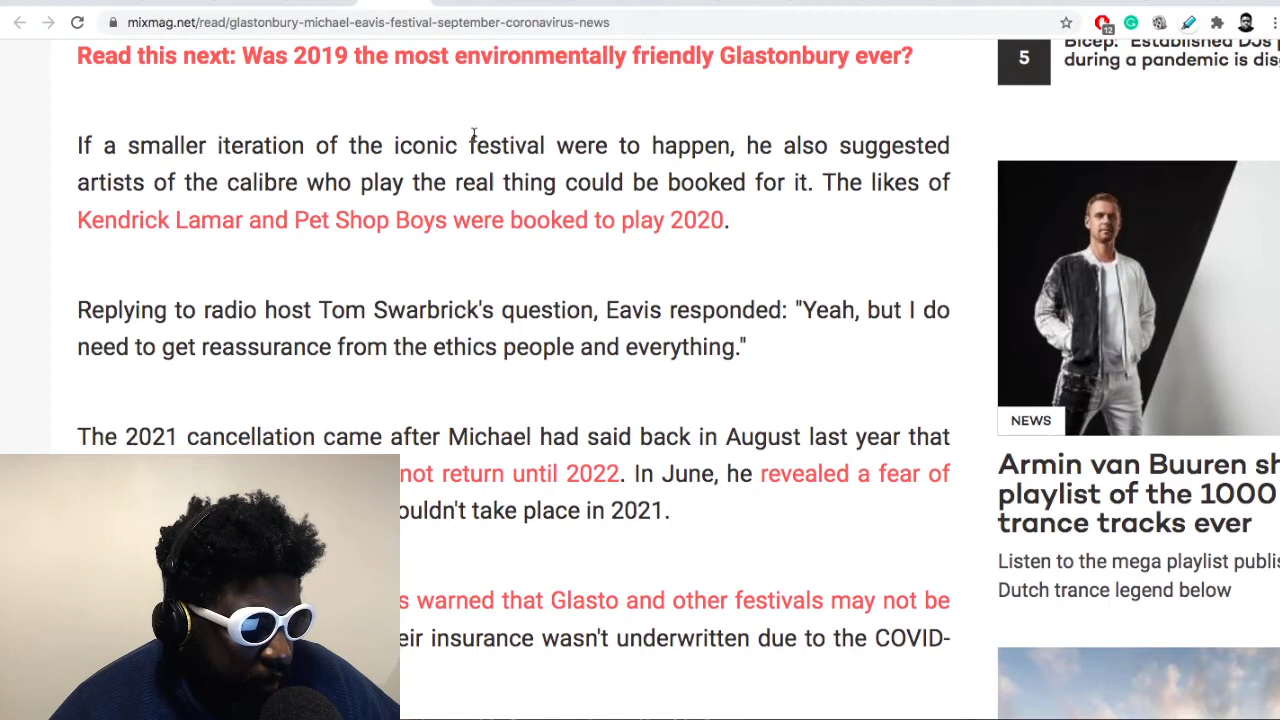 mixmag.net/read/glastonbury-michael-eavis-festival-september-coronavirus-news
12
Read this next: Was 2019 the most environmentally friendly Glastonbury ever?
If a smaller iteration of the iconic festival were to happen, he also suggested
artists of the calibre who play the real thing could be booked for it. The likes of
Kendrick Lamar and Pet Shop Boys were booked to play 2020.
Replying to radio host Tom Swarbrick's question, Eavis responded: "Yeah, but I do
need to get reassurance from the ethics people and everything."
The 2021 cancellation came after Michael had said back in August last year that
not return until 2022. In June, he revealed a fear of
ouldn't take place in 2021.
s warned that Glasto and other festivals may not be
eir insurance wasn't underwritten due to the COVID-
5
Bicep: "Established DJs p
during a pandemic is dis
NEWS
Armin van Buuren sh
playlist of the 1000
trance tracks ever
Listen to the mega playlist publis
Dutch trance legend below